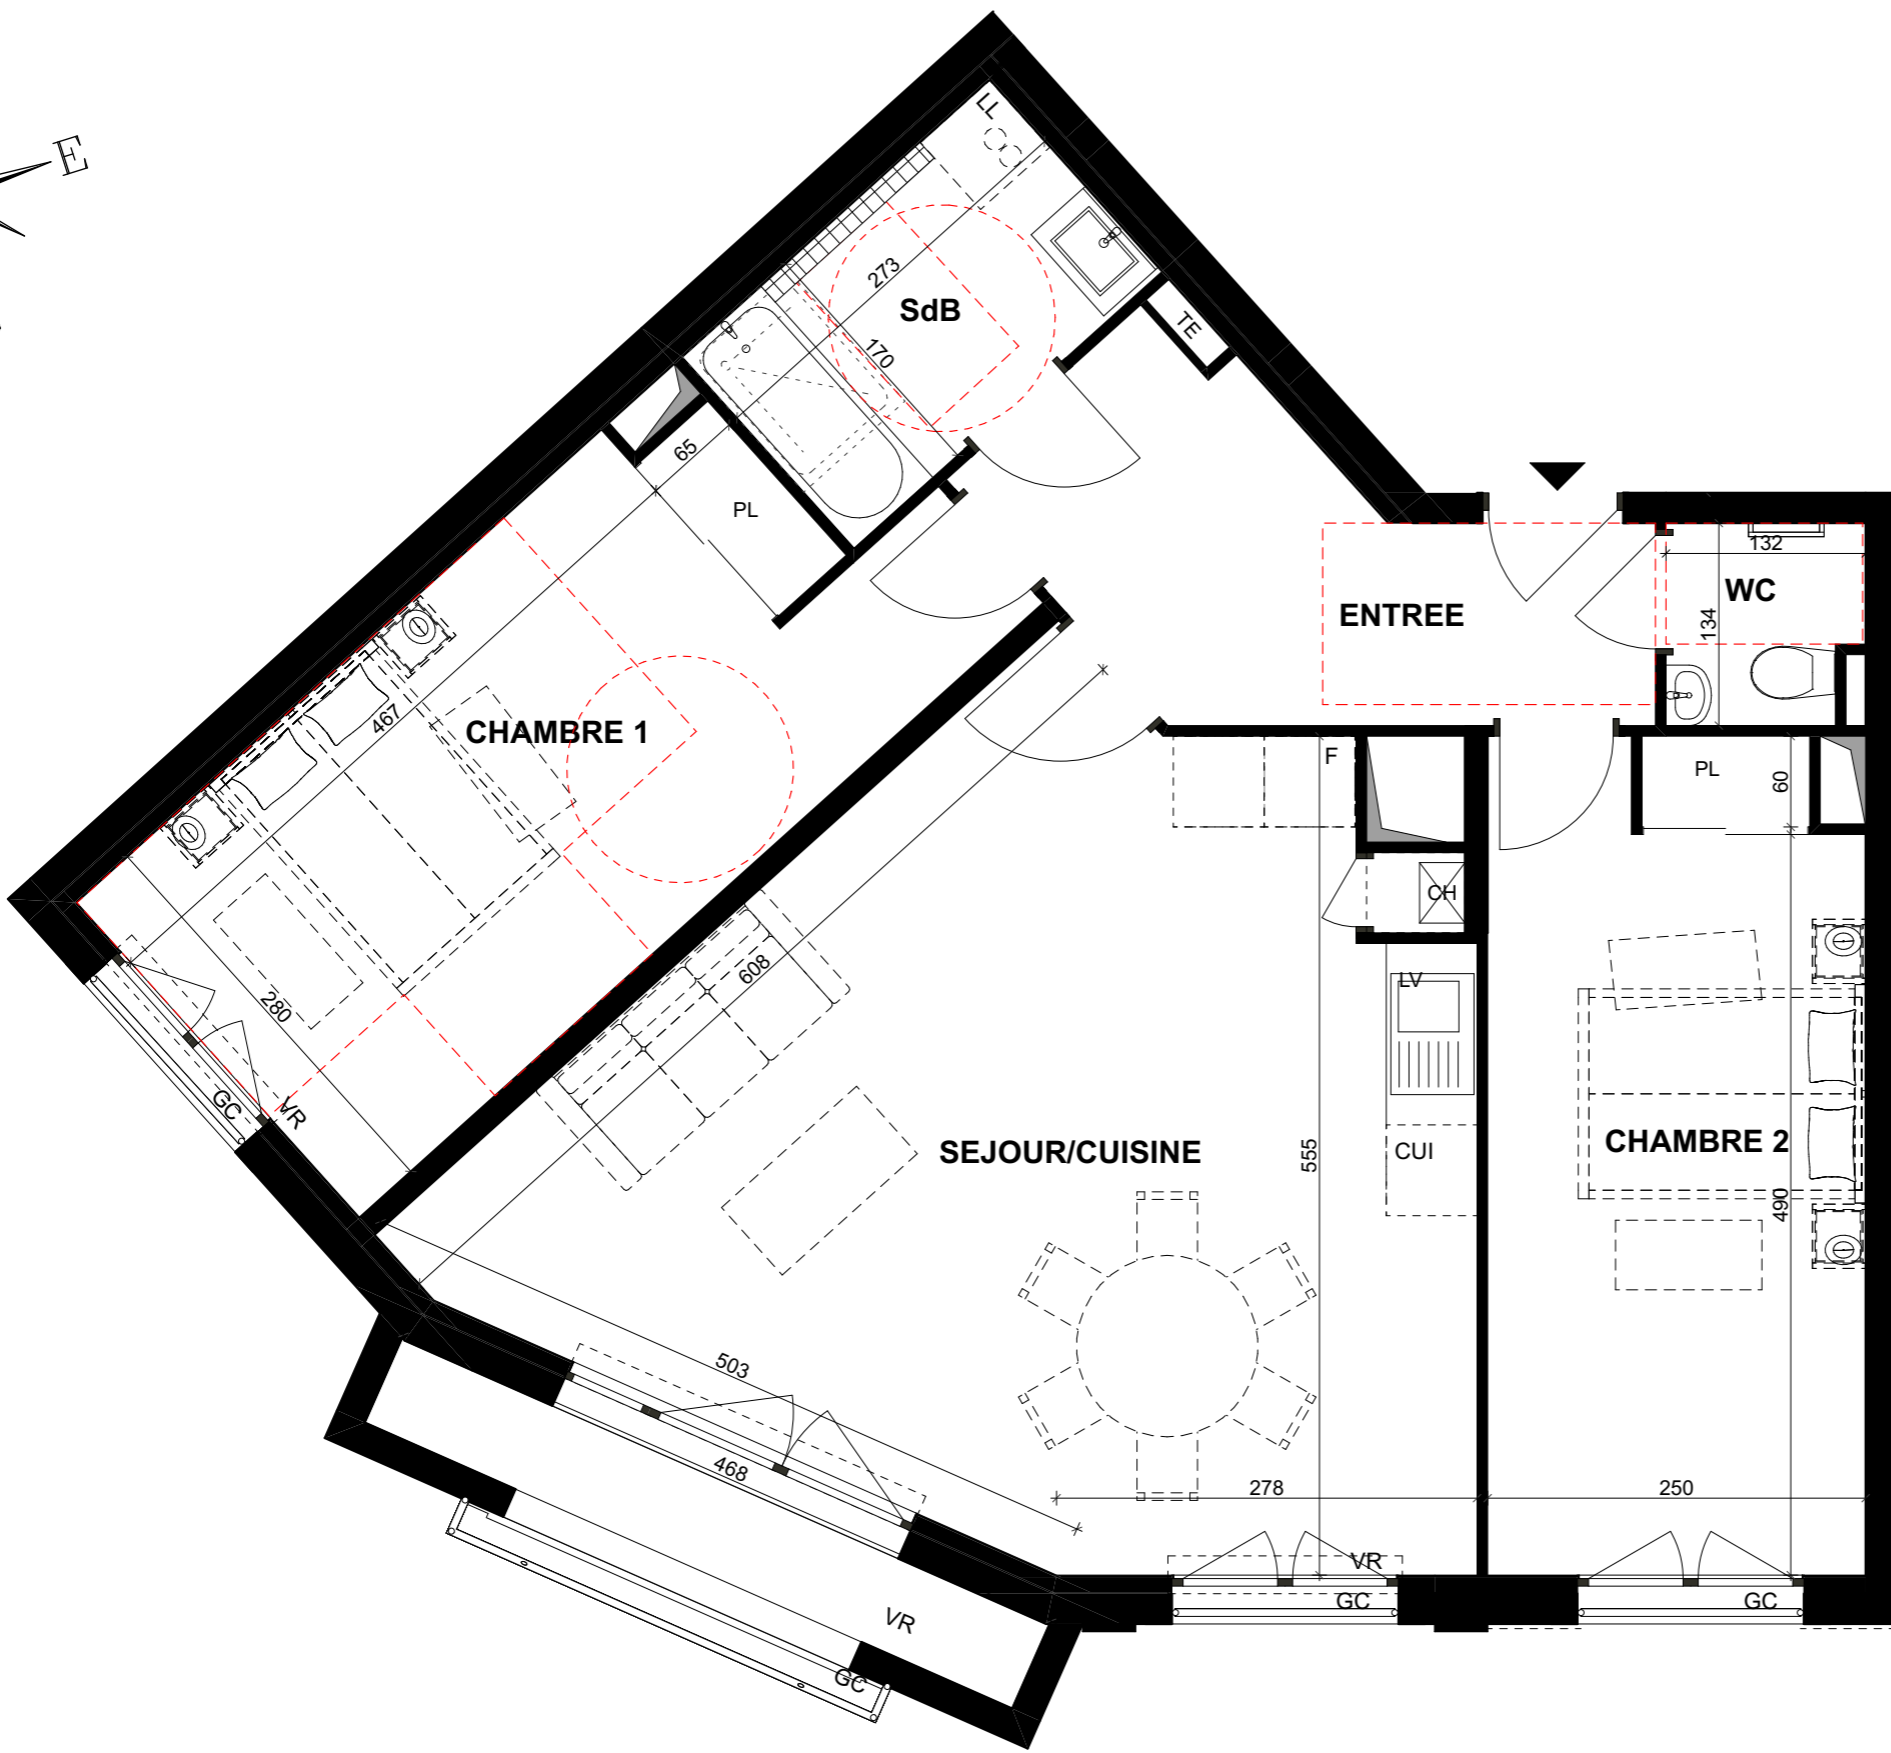 E
LL
273
SdB
TE
170
65
PL
132
WC
ENTREE
134
467
CHAMBRE 1
F
PL
60
CH
608
LV
280
GC
VR
SEJOUR/CUISINE
555
CUI
CHAMBRE 2
490
503
468
278
250
VR
GC
GC
VR
GC